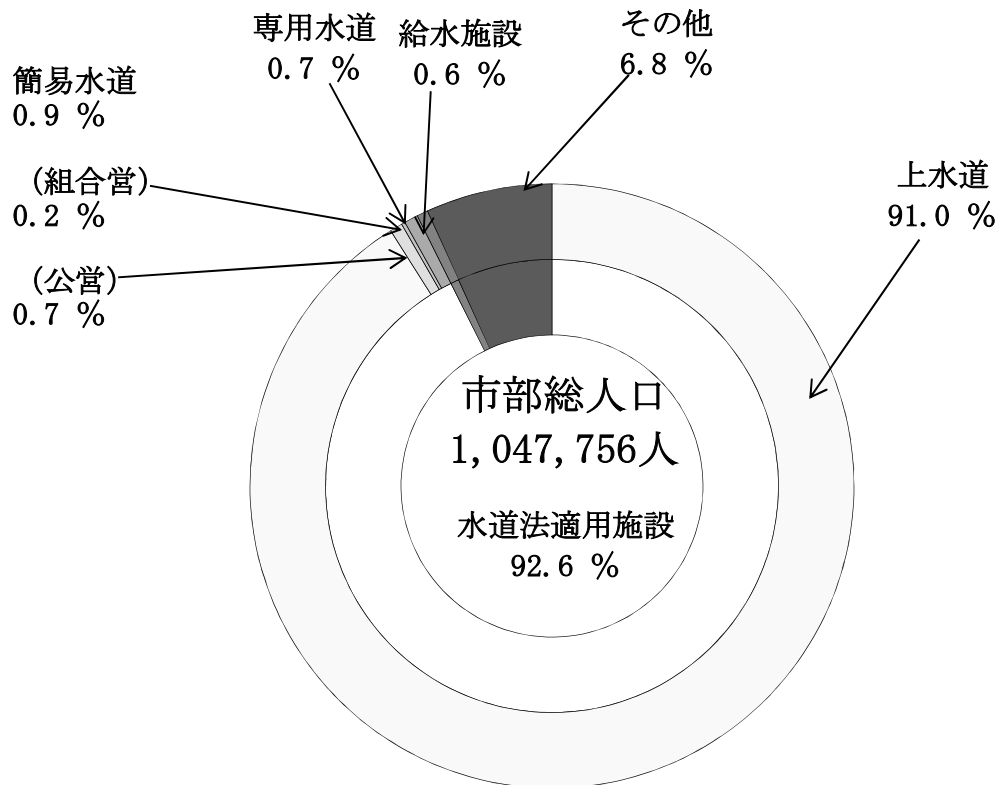 専用水道
0.7 %
給水施設
0.6 %
その他
6.8 %
簡易水道
0.9 %
(組合営)
0.2 %
(公営)
0.7 %
上水道
91.0 %
市部総人口
1,047,756人
水道法適用施設
92.6 %